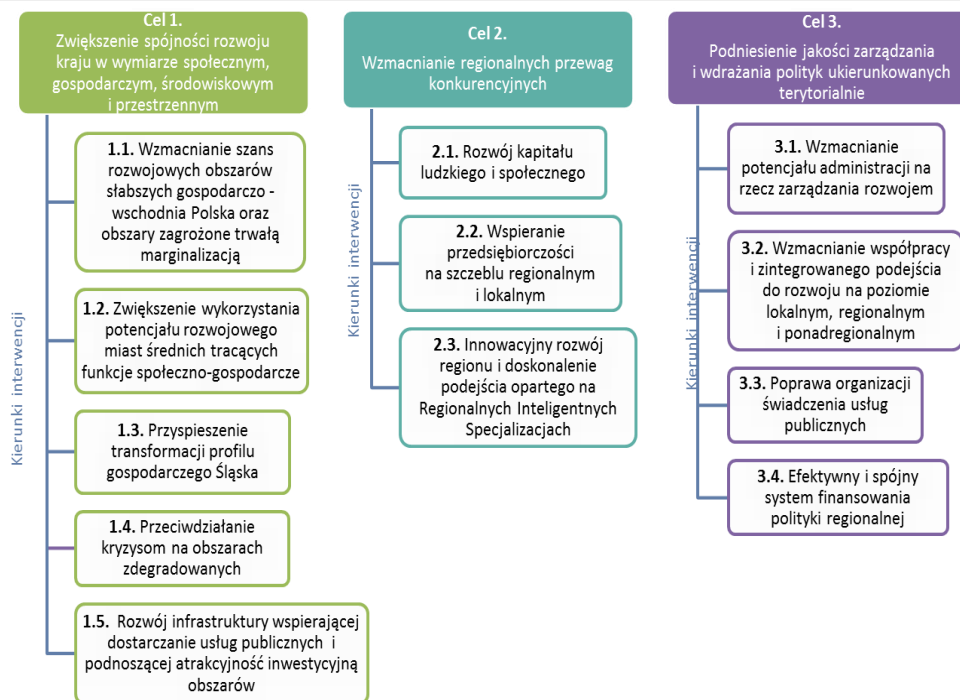 Cel 1.
Zwiększenie spójności rozwoju
kraju w wymiarze społecznym,
gospodarczym, środowiskowym
i przestrzennym
Kierunki interwencji
1.1. Wzmacnianie szans
rozwojowych obszarów
słabszych gospodarczo -
wschodnia Polska oraz
obszary zagrożone trwałą
marginalizacją
1.2. Zwiększenie wykorzystania
potencjału rozwojowego
miast średnich tracących
funkcje społeczno-gospodarcze
1.3. Przyspieszenie
transformacji profilu
gospodarczego Śląska
1.4. Przeciwdziałanie
kryzysom na obszarach
zdegradowanych
1.5. Rozwój infrastruktury wspierającej
dostarczanie usług publicznych i
podnoszącej atrakcyjność inwestycyjną
obszarów
Cel 2.
Wzmacnianie regionalnych przewag
konkurencyjnych
Kierunki interwencji
2.1. Rozwój kapitału
ludzkiego i społecznego
2.2. Wspieranie
przedsiębiorczości
na szczeblu regionalnym
i lokalnym
2.3. Innowacyjny rozwój
regionu i doskonalenie
podejścia opartego na
Regionalnych Inteligentnych
Specjalizacjach
Cel 3.
Podniesienie jakości zarządzania
i wdrażania polityk ukierunkowanych
terytorialnie
Kierunki interwencji
3.1. Wzmacnianie
potencjału administracji na
rzecz zarządzania rozwojem
3.2. Wzmacnianie współpracy
i zintegrowanego podejścia
do rozwoju na poziomie
lokalnym, regionalnym
i ponadregionalnym
3.3. Poprawa organizacji
świadczenia usług
publicznych
3.4. Efektywny i spójny
system finansowania
polityki regionalnej